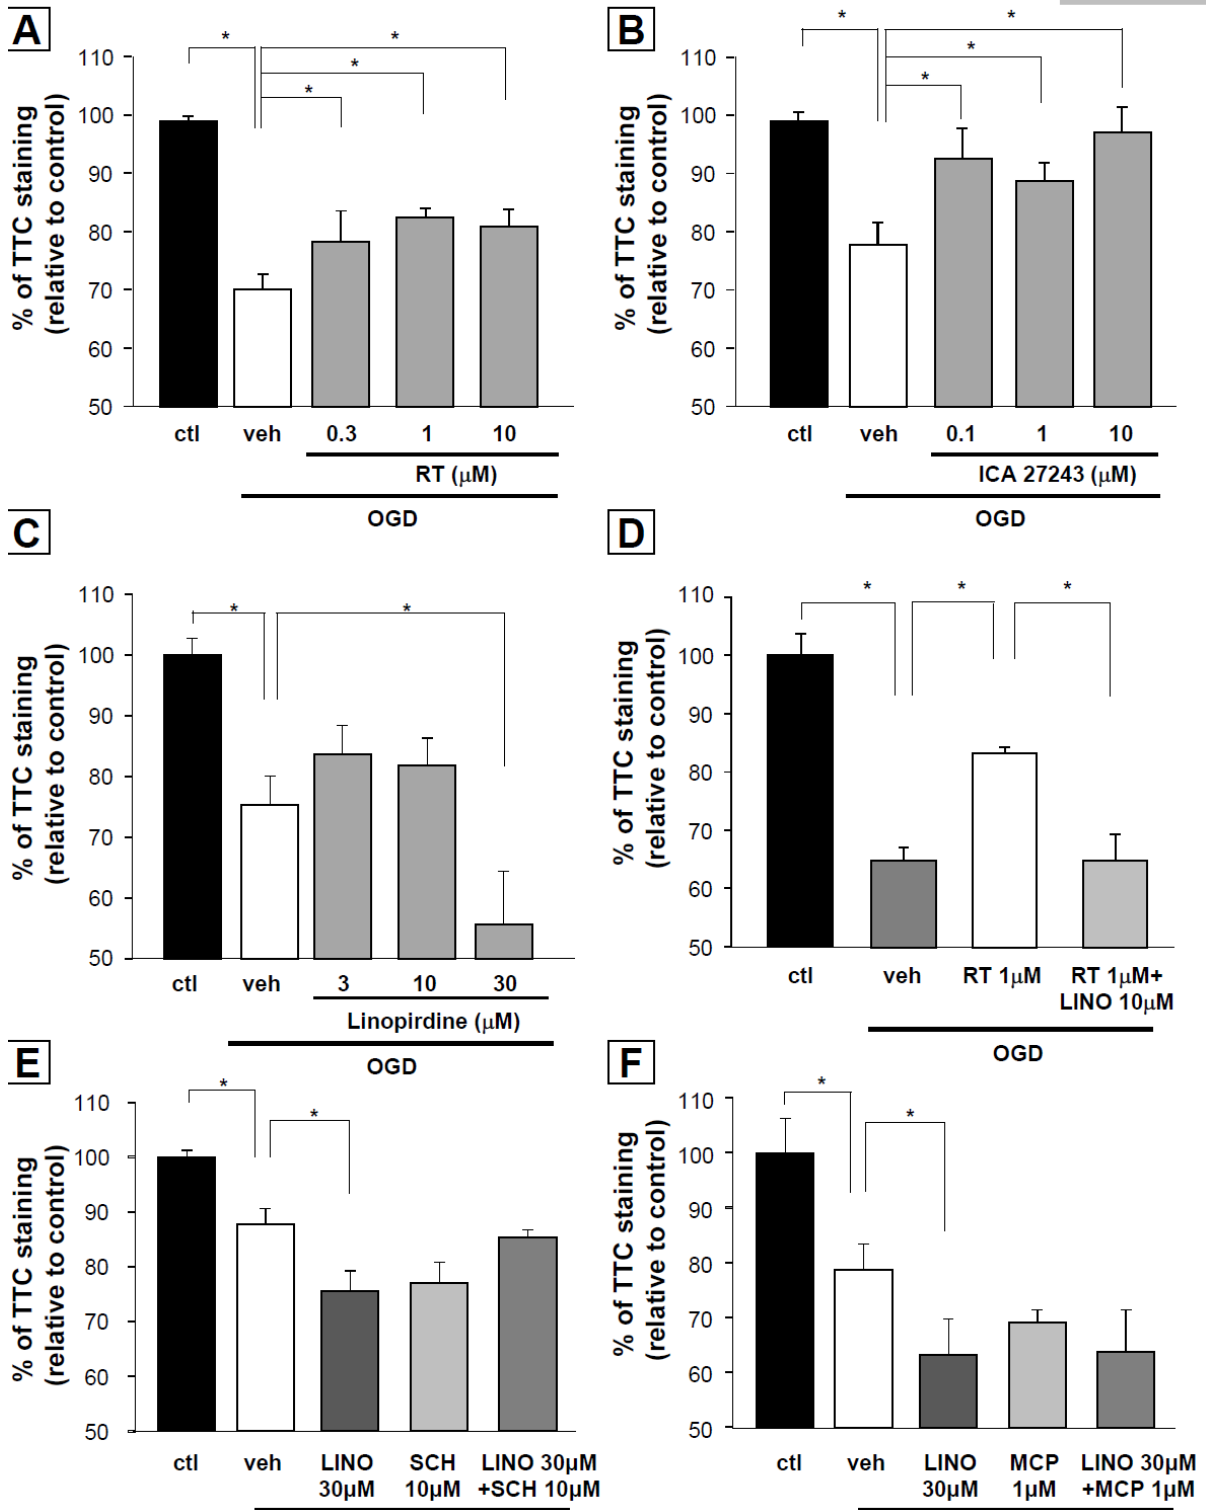 A
* * * *
110
100
90
80
70
60
50
% of TTC staining
(relative to control)
ctl veh 0.3 1 10
RT (μM)
OGD
B
* * * *
110
100
90
80
70
60
50
% of TTC staining
(relative to control)
ctl veh 0.1 1 10
ICA 27243 (μM)
OGD
C
* *
110
100
90
80
70
60
50
% of TTC staining
(relative to control)
ctl veh 3 10 30
Linopirdine (μM)
OGD
D
* * *
110
100
90
80
70
60
50
% of TTC staining
(relative to control)
ctl veh RT 1μM RT 1μM+
LINO 10μM
OGD
E
* *
110
100
90
80
70
60
50
% of TTC staining
(relative to control)
ctl veh LINO SCH LINO 30μM
30μM 10μM +SCH 10μM
F
* *
110
100
90
80
70
60
50
% of TTC staining
(relative to control)
ctl veh LINO MCP LINO 30μM
30μM 1μM +MCP 1μM